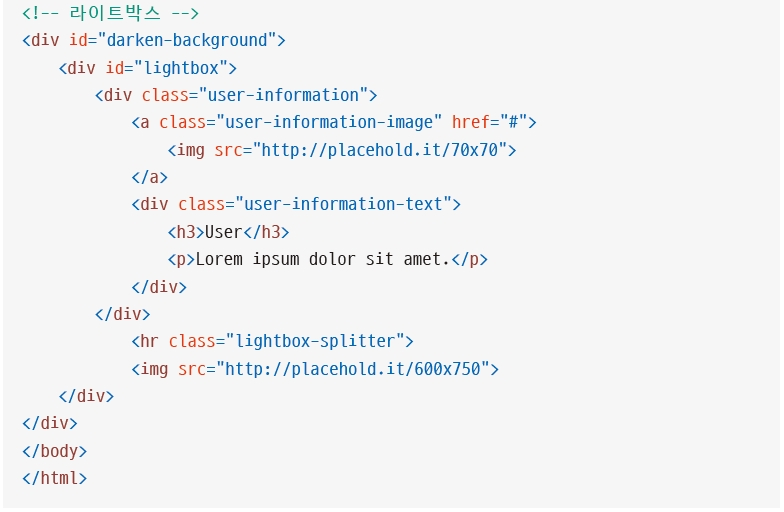 <!-- 라이트박스 -->
<div id="darken-background">
    <div id="lightbox">
        <div class="user-information">
            <a class="user-information-image" href="#">
                <img src="http://placehold.it/70x70">
            </a>
            <div class="user-information-text">
                <h3>User</h3>
                <p>Lorem ipsum dolor sit amet.</p>
            </div>
        </div>
            <hr class="lightbox-splitter">
            <img src="http://placehold.it/600x750">
    </div>
</div>
</body>
</html>